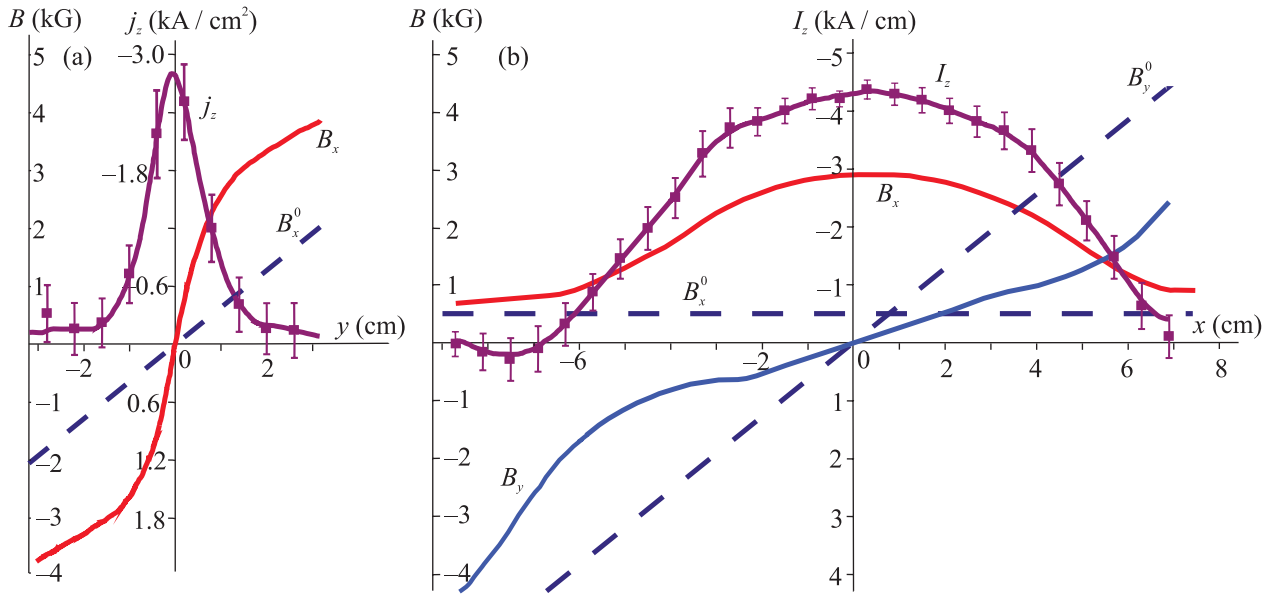 B (kG)
j_z (kA / cm²)
(a)
5
4
3
2
1
−1
−2
−3
−4
−3.0
−1.8
−0.6
0.6
1.2
1.8
j_z
B_x
B_x^0
y (cm)
−2
0
2
B (kG)
I_z (kA / cm)
(b)
5
4
3
2
1
−1
−2
−3
−4
−5
−4
−3
−2
−1
1
2
3
4
I_z
B_y^0
B_x
B_x^0
B_y
x (cm)
−6
−2
0
2
4
6
8